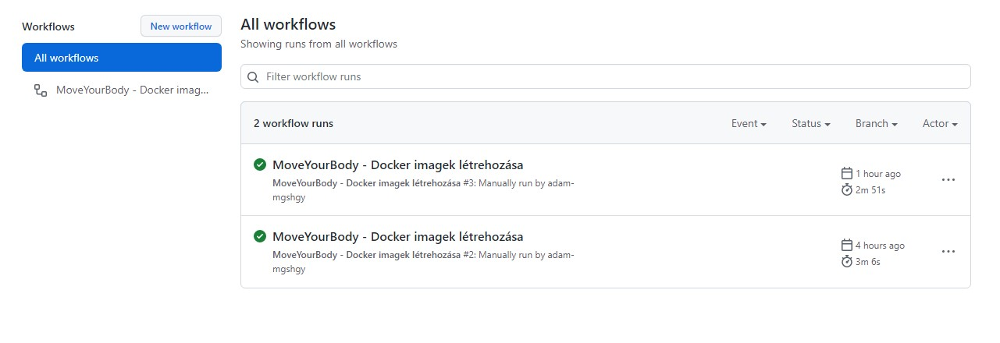 Workflows
New workflow
All workflows
MoveYourBody - Docker imag...
All workflows
Showing runs from all workflows
Filter workflow runs
2 workflow runs
Event
Status
Branch
Actor
MoveYourBody - Docker imagek létrehozása
MoveYourBody - Docker imagek létrehozása #3: Manually run by adam-
mgshgy
1 hour ago
2m 51s
MoveYourBody - Docker imagek létrehozása
MoveYourBody - Docker imagek létrehozása #2: Manually run by adam-
mgshgy
4 hours ago
3m 6s